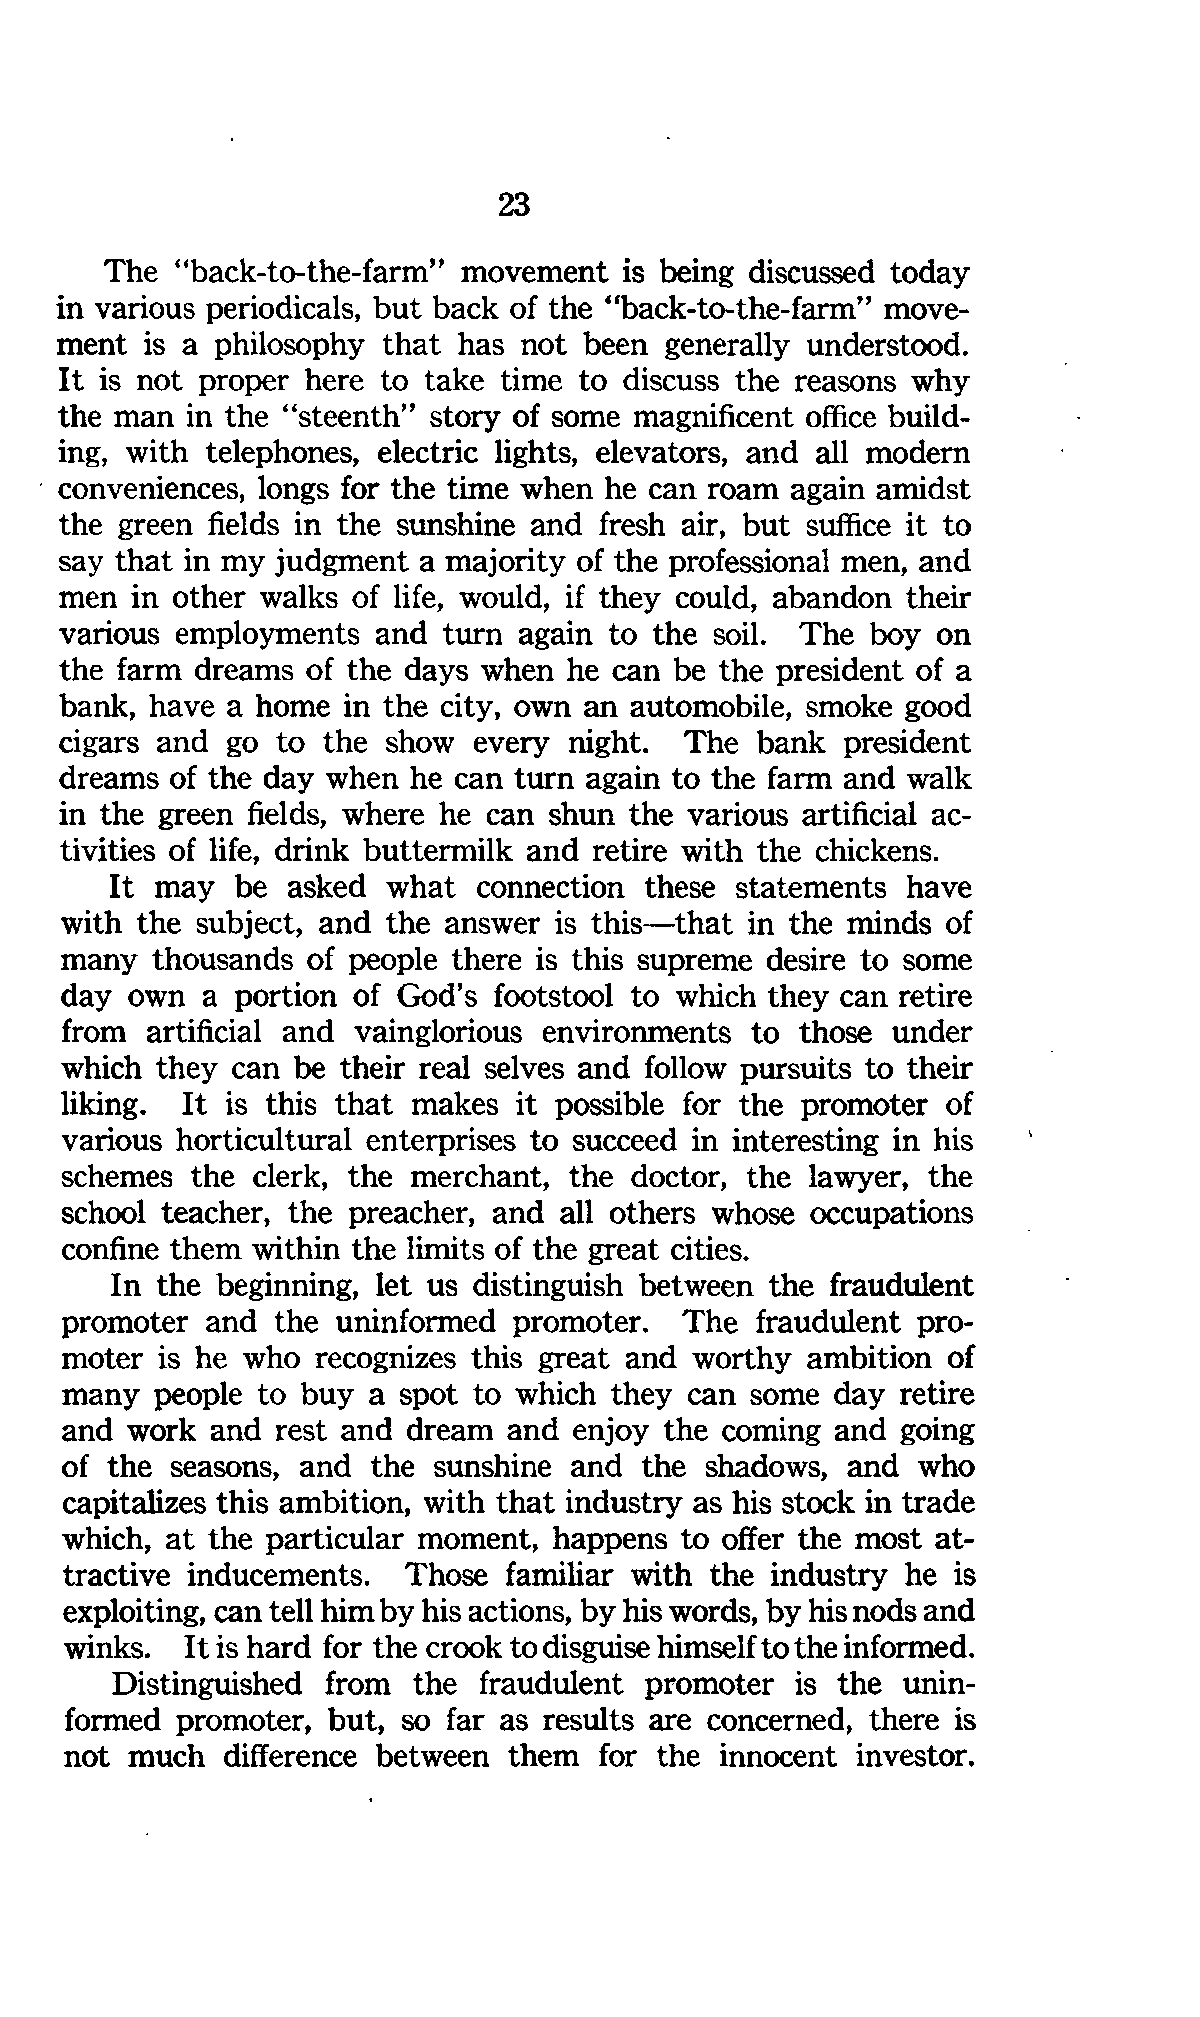 23
The "back-to-the-farm" movement is being discussed today
in various periodicals, but back of the "back-to-the-farm" move-
ment is a philosophy that has not been generally understood.
It is not proper here to take time to discuss the reasons why
the man in the "steenth" story of some magnificent office build-
ing, with telephones, electric lights, elevators, and all modern
conveniences, longs for the time when he can roam again amidst
the green fields in the sunshine and fresh air, but suffice it to
say that in my judgment a majority of the professional men, and
men in other walks of life, would, if they could, abandon their
various employments and turn again to the soil. The boy on
the farm dreams of the days when he can be the president of a
bank, have a home in the city, own an automobile, smoke good
cigars and go to the show every night. The bank president
dreams of the day when he can turn again to the farm and walk
in the green fields, where he can shun the various artificial ac-
tivities of life, drink buttermilk and retire with the chickens.
It may be asked what connection these statements have
with the subject, and the answer is this—that in the minds of
many thousands of people there is this supreme desire to some
day own a portion of God's footstool to which they can retire
from artificial and vainglorious environments to those under
which they can be their real selves and follow pursuits to their
liking. It is this that makes it possible for the promoter of
various horticultural enterprises to succeed in interesting in his
schemes the clerk, the merchant, the doctor, the lawyer, the
school teacher, the preacher, and all others whose occupations
confine them within the limits of the great cities.
In the beginning, let us distinguish between the fraudulent
promoter and the uninformed promoter. The fraudulent pro-
moter is he who recognizes this great and worthy ambition of
many people to buy a spot to which they can some day retire
and work and rest and dream and enjoy the coming and going
of the seasons, and the sunshine and the shadows, and who
capitalizes this ambition, with that industry as his stock in trade
which, at the particular moment, happens to offer the most at-
tractive inducements. Those familiar with the industry he is
exploiting, can tell him by his actions, by his words, by his nods and
winks. It is hard for the crook to disguise himself to the informed.
Distinguished from the fraudulent promoter is the unin-
formed promoter, but, so far as results are concerned, there is
not much difference between them for the innocent investor.